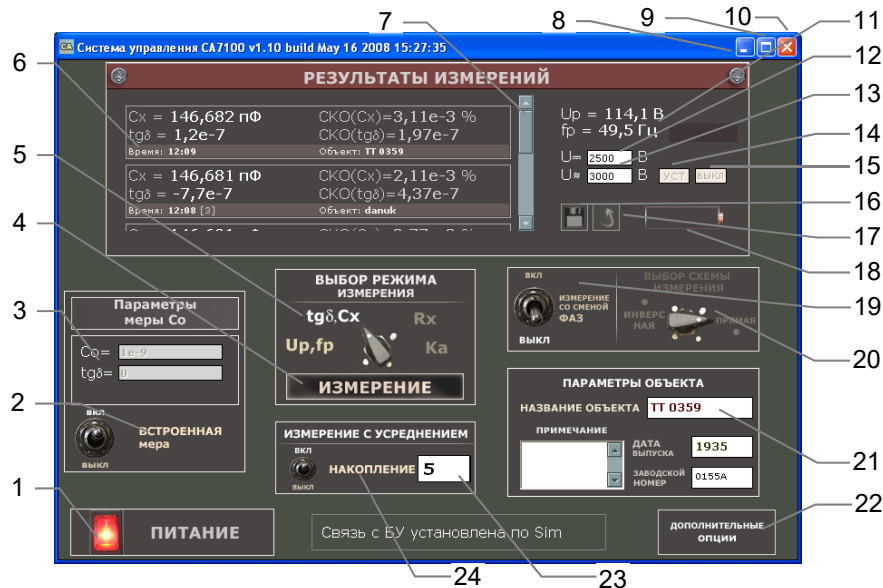 7 8 9 10
11
Система управления CA7100 v1.10 build May 16 2008 15:27:35
6
12
РЕЗУЛЬТАТЫ ИЗМЕРЕНИЙ
13
Cx = 146,682 пФ СКО(Cx)=3,11e-3 %
tgδ = 1,2e-7 СКО(tgδ)=1,97e-7
Время: 12:09 Объект: ТТ 0359
Cx = 146,681 пФ СКО(Cx)=2,11e-3 %
tgδ = -7,7e-7 СКО(tgδ)=4,37e-7
Время: 12:08 [3] Объект: danuk
Up = 114,1 В
fp = 49,5 Гц
U= 2500 В
U≈ 3000 В УСТ ВЫКЛ
14
15
16
17
18
19
20
5
4
3
2
1
Параметры
меры Co
Co= 1e-9
tgδ= 0
ВКЛ
ВСТРОЕННАЯ
мера
ВЫКЛ
ВЫБОР РЕЖИМА
ИЗМЕРЕНИЯ
tgδ,Cx Rx
Up,fp Ka
ИЗМЕРЕНИЕ
ВКЛ
ИЗМЕРЕНИЕ
СО СМЕНОЙ
ФАЗ
ВЫКЛ
ВЫБОР СХЕМЫ
ИЗМЕРЕНИЯ
ИНВЕРС
НАЯ
ПРЯМАЯ
ИЗМЕРЕНИЕ С УСРЕДНЕНИЕМ
ВКЛ
НАКОПЛЕНИЕ 5
ВЫКЛ
ПАРАМЕТРЫ ОБЪЕКТА
НАЗВАНИЕ ОБЪЕКТА ТТ 0359
ПРИМЕЧАНИЕ
ДАТА
ВЫПУСКА 1935
ЗАВОДСКОЙ
НОМЕР 0155A
21
22
ПИТАНИЕ
Связь с БУ установлена по Sim
ДОПОЛНИТЕЛЬНЫЕ
ОПЦИИ
24 23